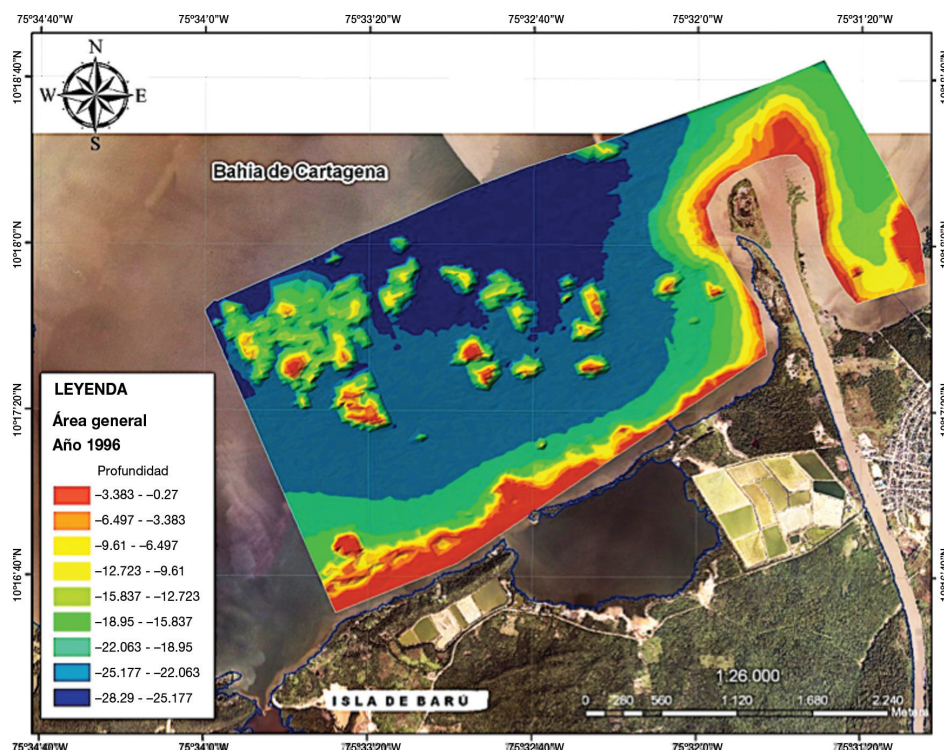 75°34'40"W 75°34'0"W 75°33'20"W 75°32'40"W 75°32'0"W 75°31'20"W
10°18'40"N
N
W E
S
Bahia de Cartagena
10°18'0"N
10°17'20"N
10°16'40"N
LEYENDA
Área general
Año 1996
Profundidad
–3.383 - –0.27
–6.497 - –3.383
–9.61 - –6.497
–12.723 – –9.61
–15.837 - –12.723
–18.95 - –15.837
–22.063 - –18.95
–25.177 – –22.063
–28.29 - –25.177
ISLA DE BARÚ
1:26.000
0 280 560 1.120 1.680 2.240
Meters
75°34'40"W 75°34'0"W 75°33'20"W 75°32'40"W 75°32'0"W 75°31'20"W